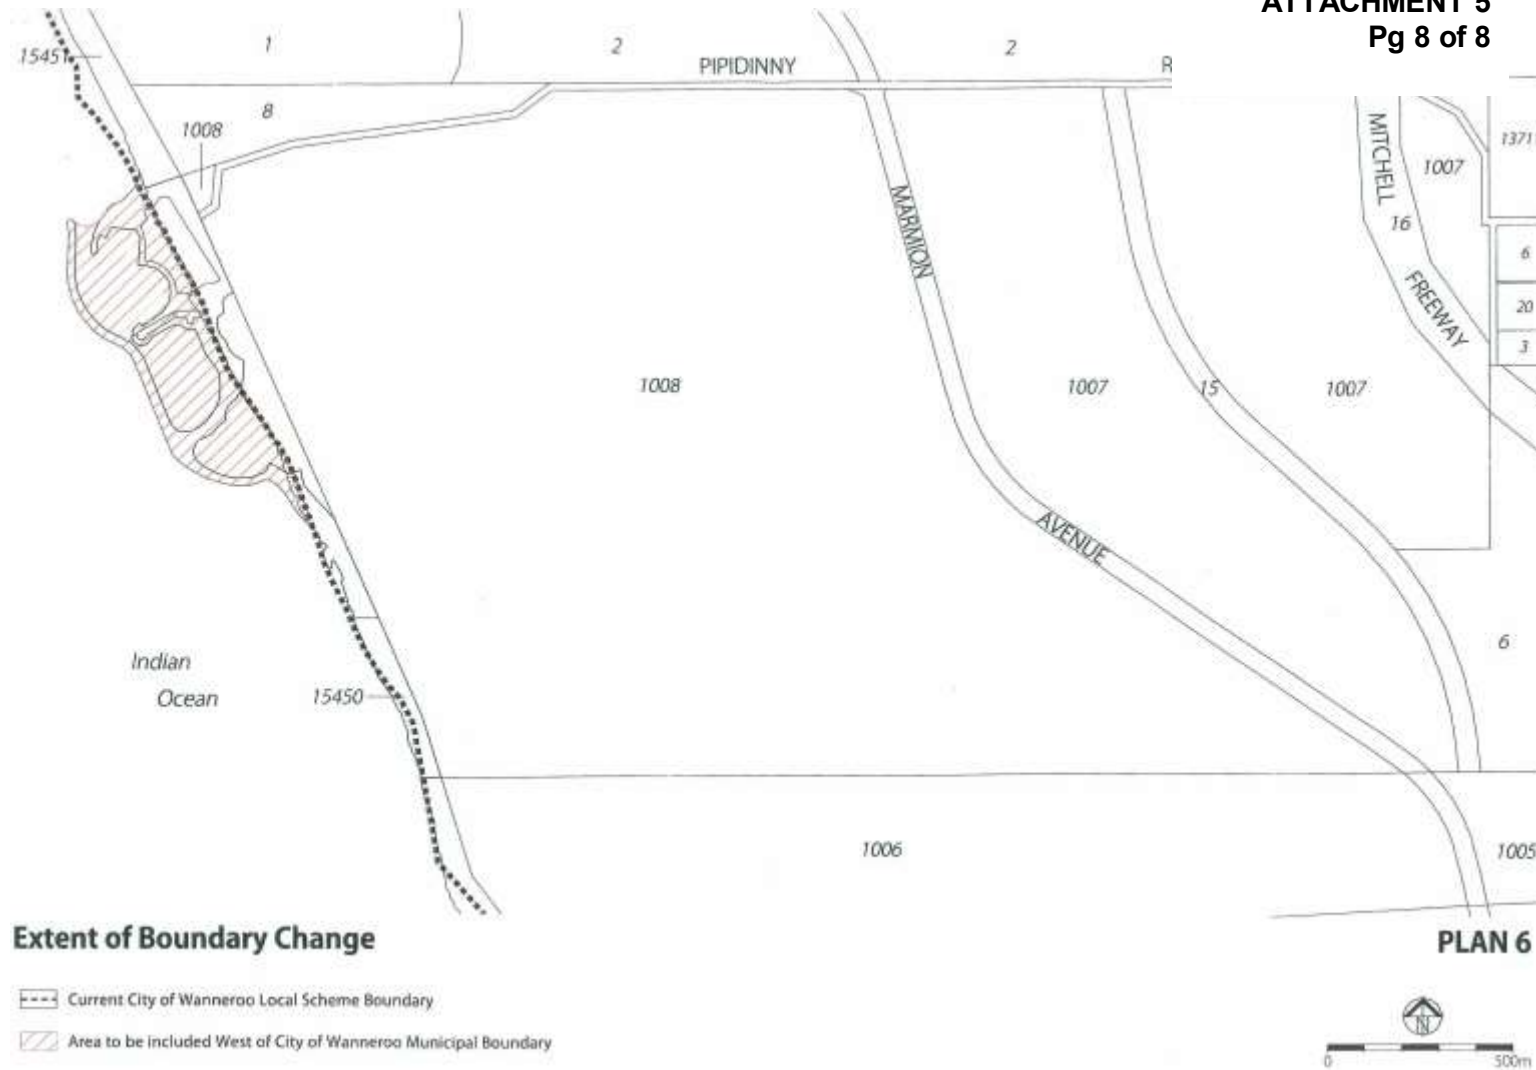 ATTACHMENT 5
Pg 8 of 8
15451
1
2
2
PIPIDINNY
R
8
1008
MITCHELL
1007
1371
16
MARMION
6
FREEWAY
20
3
1008
1007
15
1007
AVENUE
6
Indian
Ocean
15450
1006
1005
Extent of Boundary Change
PLAN 6
Current City of Wanneroo Local Scheme Boundary
Area to be included West of City of Wanneroo Municipal Boundary
N
0
500m